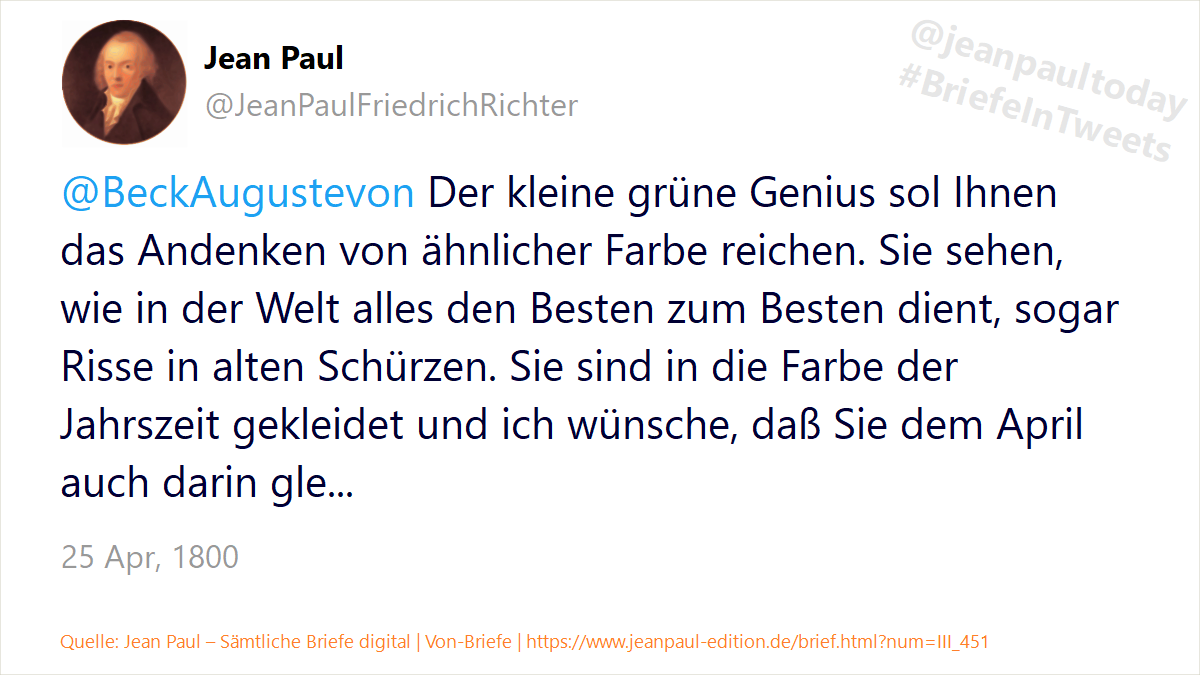 Jean Paul
@JeanPaulFriedrichRichter
@jeanpaultoday
#BriefeInTweets
@BeckAugustevon Der kleine grüne Genius sol Ihnen
das Andenken von ähnlicher Farbe reichen. Sie sehen,
wie in der Welt alles den Besten zum Besten dient, sogar
Risse in alten Schürzen. Sie sind in die Farbe der
Jahrszeit gekleidet und ich wünsche, daß Sie dem April
auch darin gle...
25 Apr, 1800
Quelle: Jean Paul – Sämtliche Briefe digital | Von-Briefe | https://www.jeanpaul-edition.de/brief.html?num=III_451